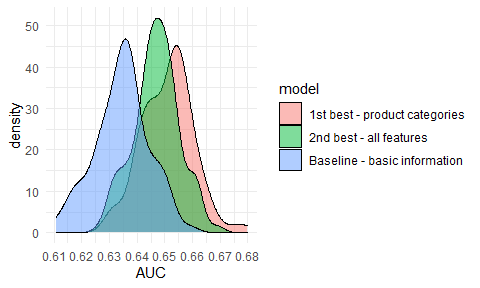 50
40
30
20
10
0
density
0.61 0.62 0.63 0.64 0.65 0.66 0.67 0.68
AUC
model
1st best - product categories
2nd best - all features
Baseline - basic information